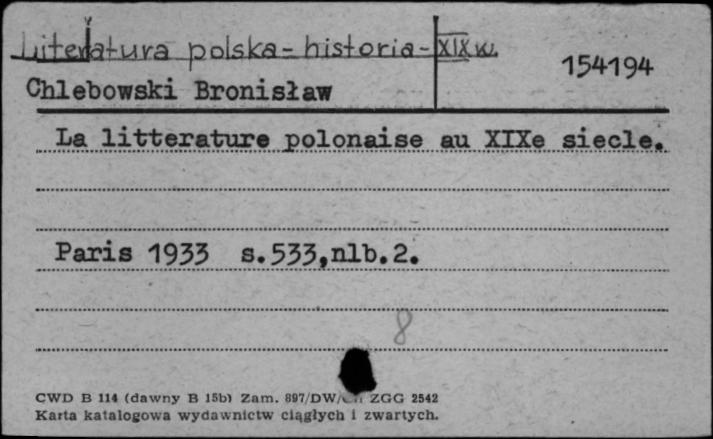 Literatura polska - historia - XIX w.
154194
Chlebowski Bronisław
La litterature polonaise au XIXe siecle.
Paris 1933 s.533,nlb.2.
8
CWD B 114 (dawny B 15b) Zam. 897/DW/ ZGG 2542
Karta katalogowa wydawnictw ciągłych i zwartych.